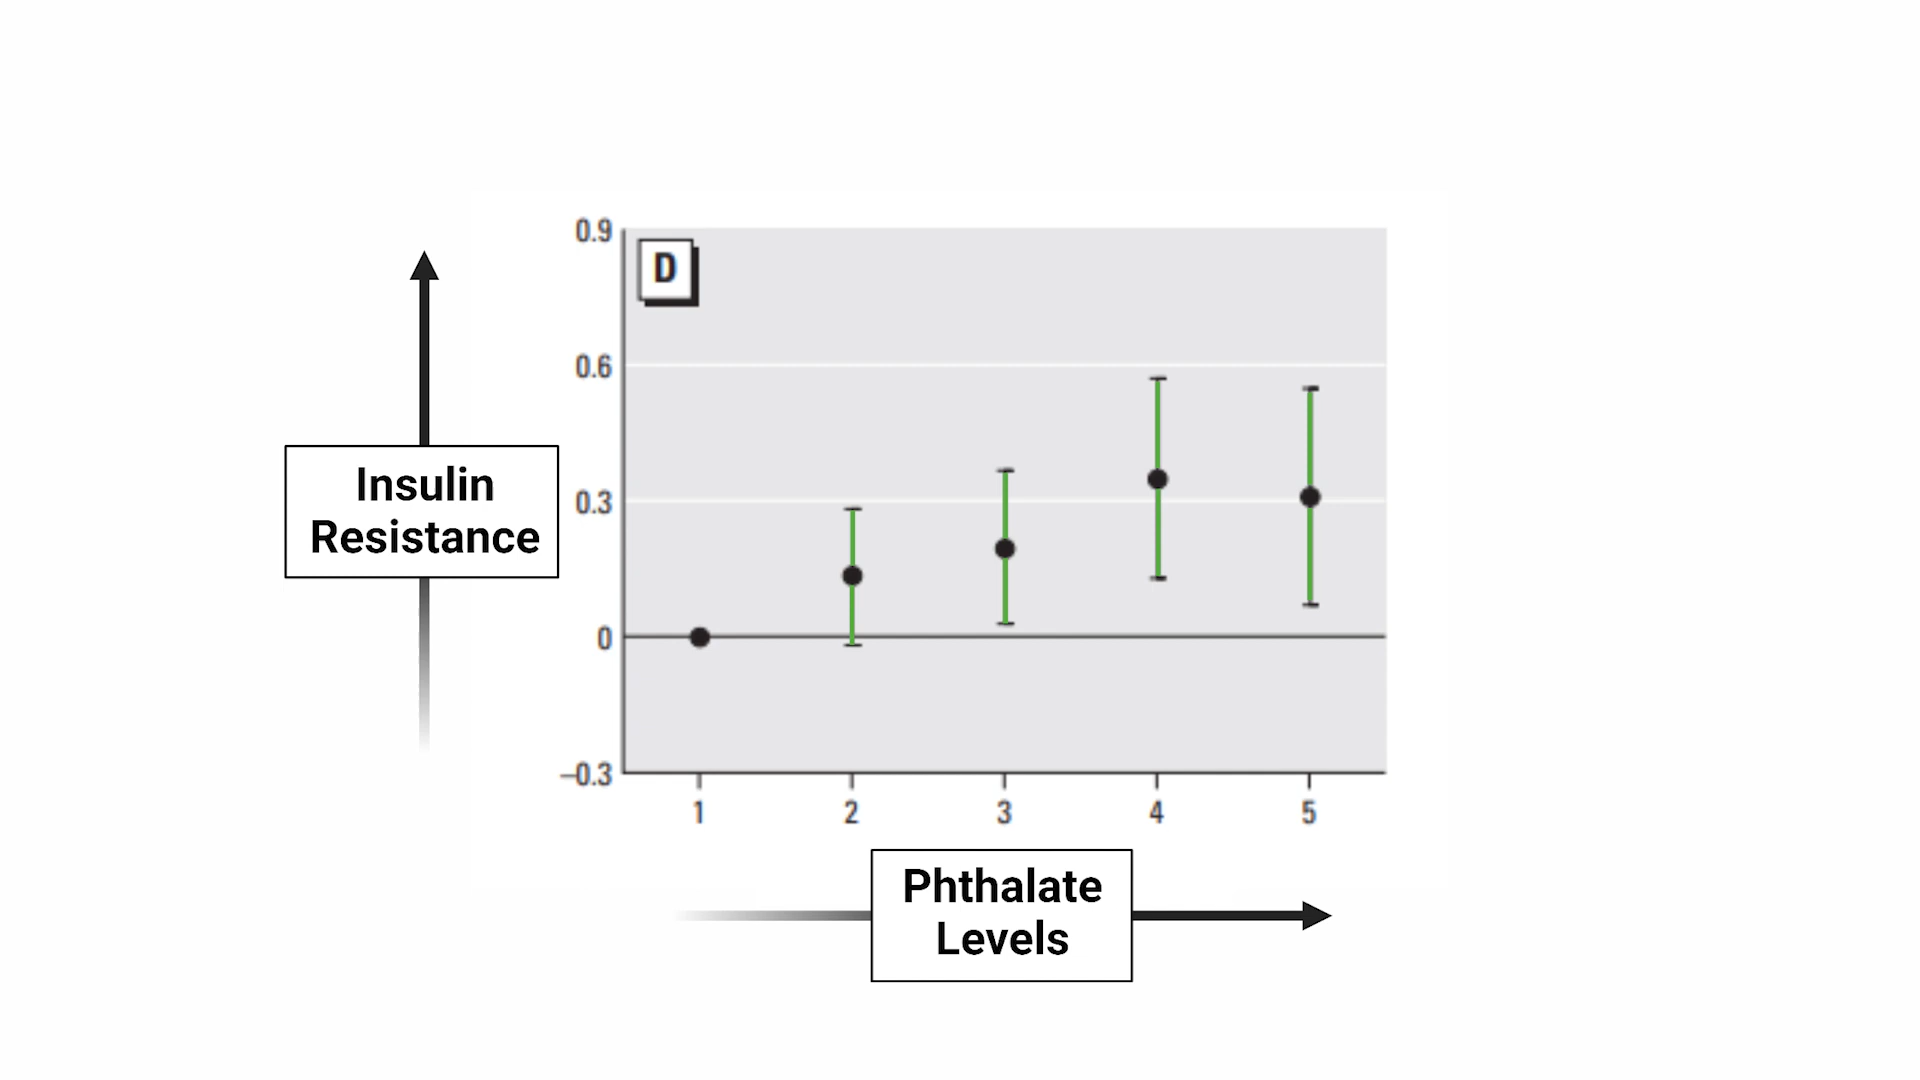 0.9
D
0.6
Insulin
Resistance
0.3
0
–0.3
1 2 3 4 5
Phthalate
Levels